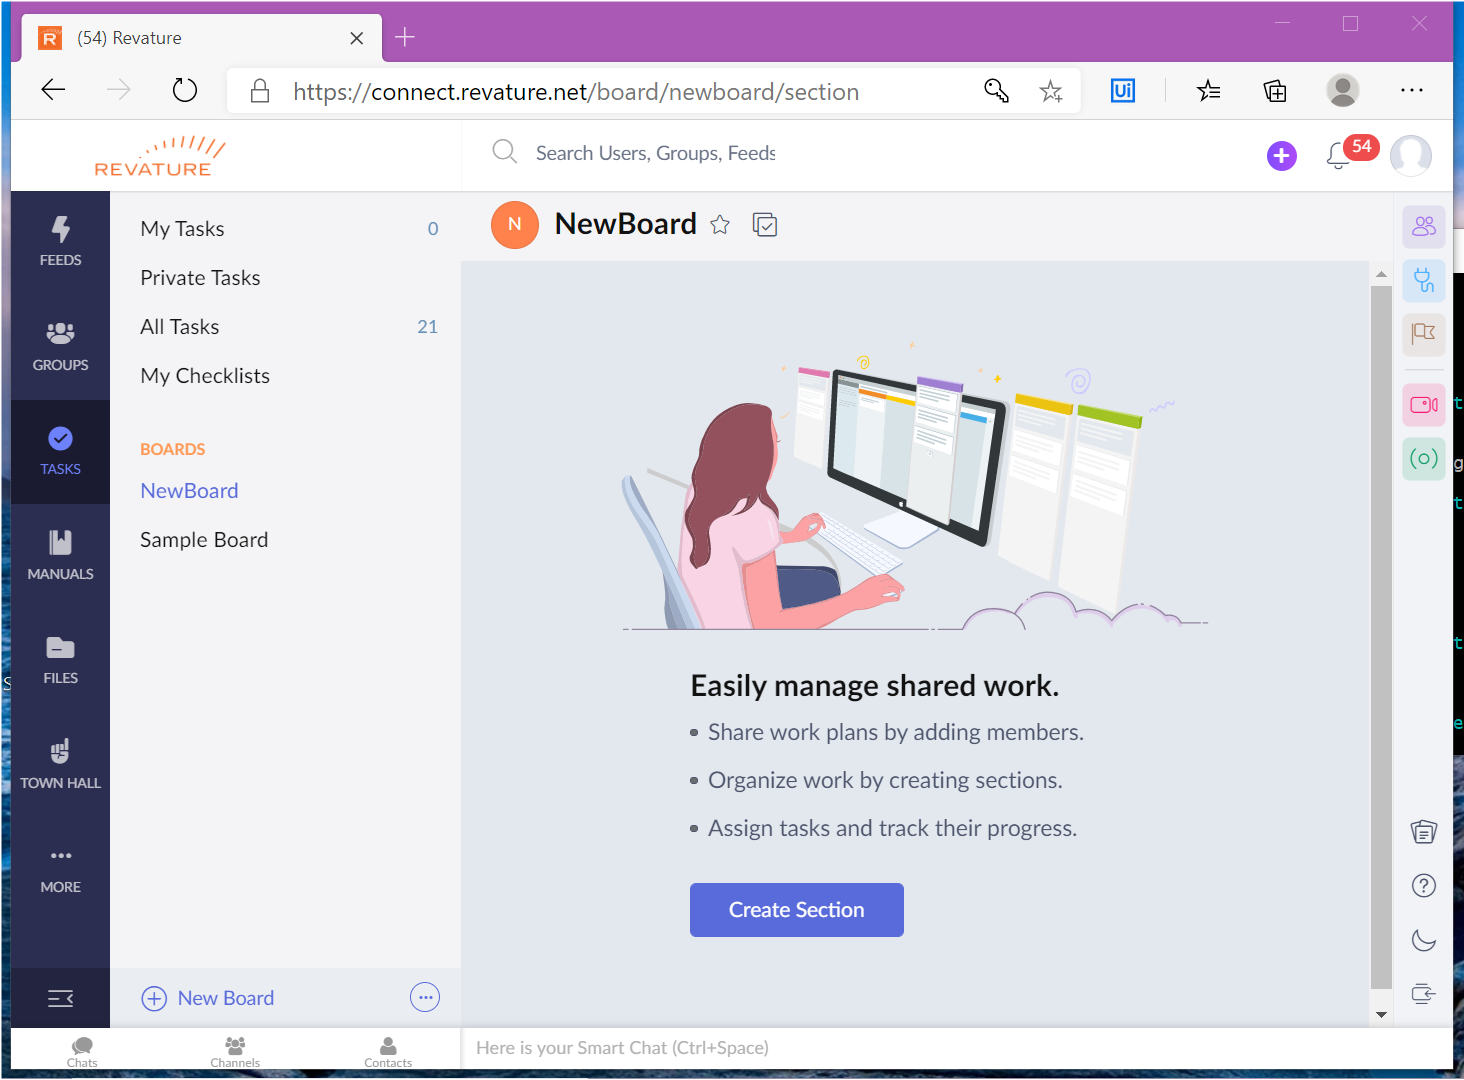 (54) Revature
https://connect.revature.net/board/newboard/section
REVATURE
Search Users, Groups, Feeds
54
FEEDS
GROUPS
TASKS
MANUALS
FILES
TOWN HALL
MORE
My Tasks 0
Private Tasks
All Tasks 21
My Checklists
BOARDS
NewBoard
Sample Board
New Board
N NewBoard
Easily manage shared work.
• Share work plans by adding members.
• Organize work by creating sections.
• Assign tasks and track their progress.
Create Section
Chats
Channels
Contacts
Here is your Smart Chat (Ctrl+Space)